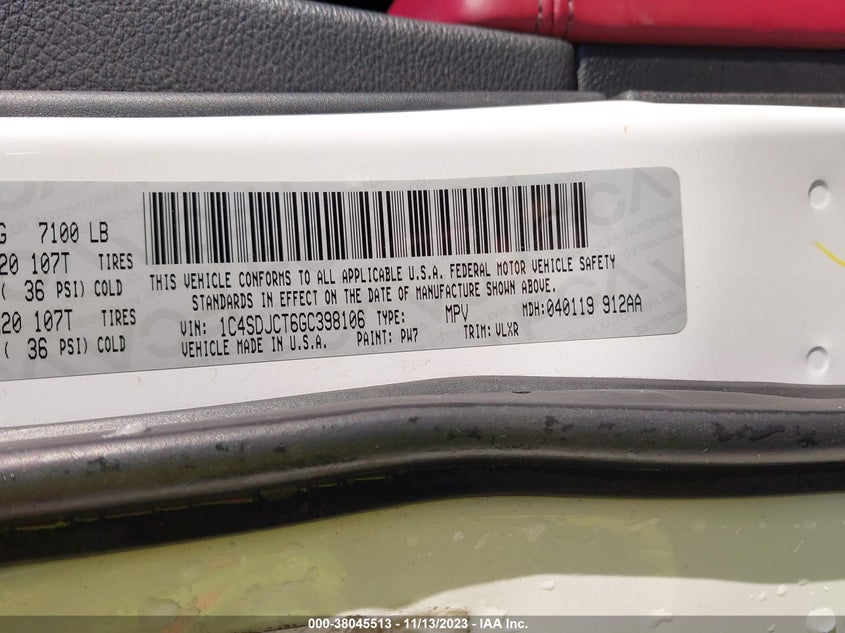 G 7100 LB
20 107T TIRES
( 36 PSI) COLD
20 107T TIRES
( 36 PSI) COLD
THIS VEHICLE CONFORMS TO ALL APPLICABLE U.S.A. FEDERAL MOTOR VEHICLE SAFETY
STANDARDS IN EFFECT ON THE DATE OF MANUFACTURE SHOWN ABOVE.
VIN: 1C4SDJCT6GC398106 TYPE: MPV MDH:040119 912AA
VEHICLE MADE IN U.S.A. PAINT: PW7 TRIM: VLXR
000-38045513 - 11/13/2023 - IAA Inc.